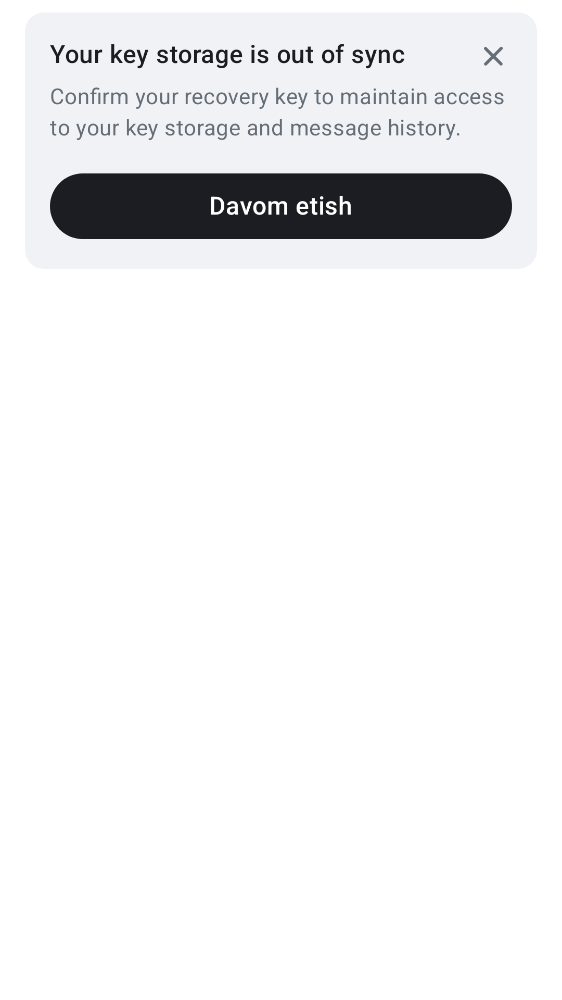 Your key storage is out of sync
Confirm your recovery key to maintain access
to your key storage and message history.
Davom etish